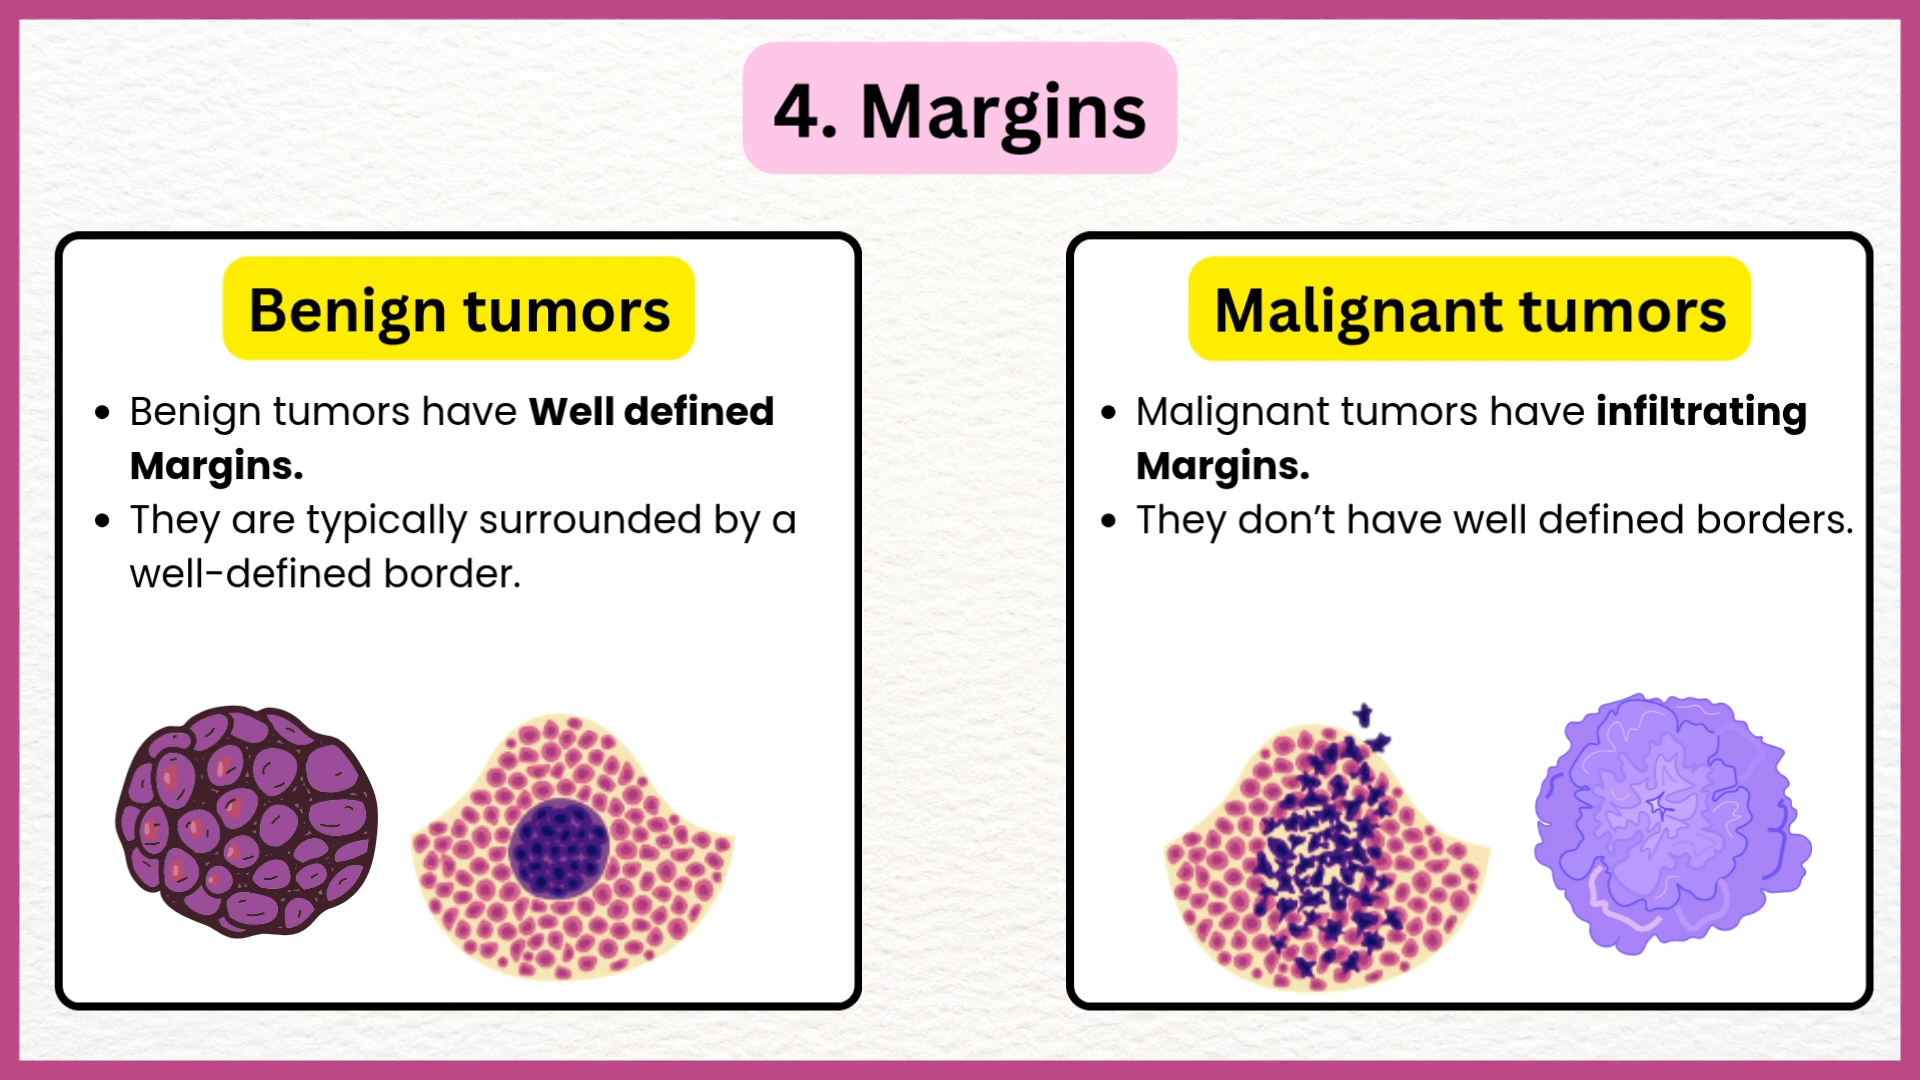 4. Margins
Benign tumors
• Benign tumors have Well defined
Margins.
• They are typically surrounded by a
well-defined border.
Malignant tumors
• Malignant tumors have infiltrating
Margins.
• They don’t have well defined borders.